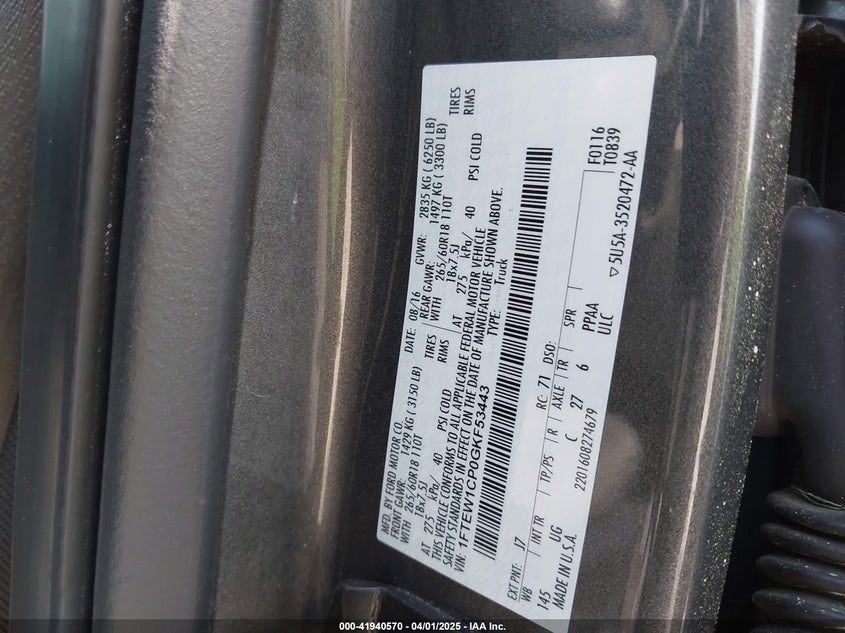 MFD. BY FORD MOTOR CO.
DATE: 08/16 GVWR: 2835 KG ( 6250 LB)
FRONT GAWR: 1429 KG ( 3150 LB) REAR GAWR: 1497 KG ( 3300 LB)
WITH 265/60R18 110T TIRES WITH 265/60R18 110T TIRES
18x7.5J RIMS 18x7.5J RIMS
AT 275 kPa/ 40 PSI COLD AT 275 kPa/ 40 PSI COLD
THIS VEHICLE CONFORMS TO ALL APPLICABLE FEDERAL MOTOR VEHICLE
SAFETY STANDARDS IN EFFECT ON THE DATE OF MANUFACTURE SHOWN ABOVE.
VIN: 1FTEW1CP0GKF53443 TYPE: Truck
F0116
T0839
EXT PNT: J7 RC: 71 DSO:
WB INT TR TP/PS R AXLE TR SPR
145 UG C 27 6 PPAA
MADE IN U.S.A. 2201608274679 ULC
▽5U5A-3520472-AA
000-41940570 - 04/01/2025 - IAA Inc.